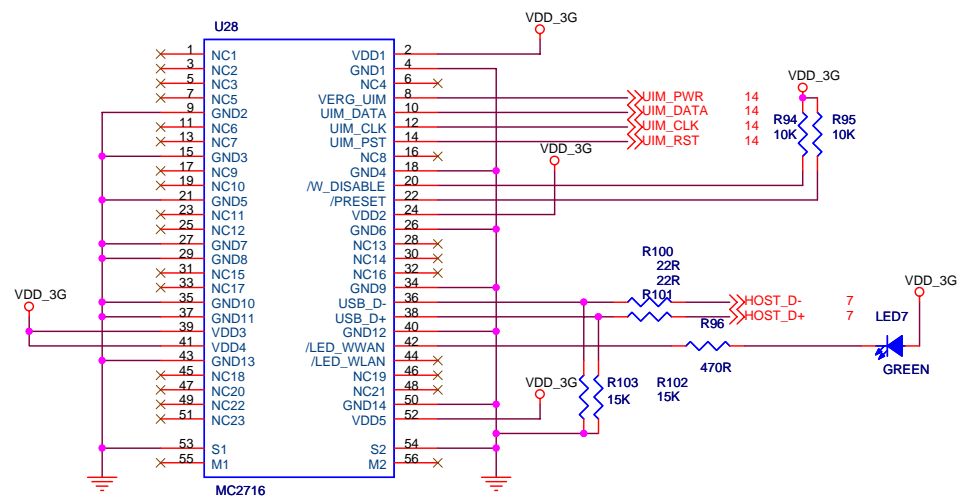 U28
VDD_3G
1 NC1 VDD1 2
3 NC2 GND1 4
5 NC3 NC4 6
7 NC5 VERG_UIM 8 UIM_PWR 14
9 GND2 UIM_DATA 10 UIM_DATA 14
11 NC6 UIM_CLK 12 UIM_CLK 14
13 NC7 UIM_PST 14 UIM_RST 14
VDD_3G
R94 R95
10K 10K
15 GND3 NC8 16
VDD_3G
17 NC9 GND4 18
19 NC10 /W_DISABLE 20
21 GND5 /PRESET 22
23 NC11 VDD2 24
25 NC12 GND6 26
27 GND7 NC13 28
29 GND8 NC14 30
R100
22R
22R
R101
31 NC15 NC16 32
33 NC17 GND9 34
VDD_3G
VDD_3G
35 GND10 USB_D- 36 HOST_D- 7
37 GND11 USB_D+ 38 HOST_D+ 7
R96
470R
LED7
GREEN
39 VDD3 GND12 40
41 VDD4 /LED_WWAN 42
43 GND13 /LED_WLAN 44
45 NC18 NC19 46
47 NC20 NC21 48
VDD_3G
R103 R102
15K 15K
49 NC22 GND14 50
51 NC23 VDD5 52
53 S1 S2 54
55 M1 M2 56
MC2716